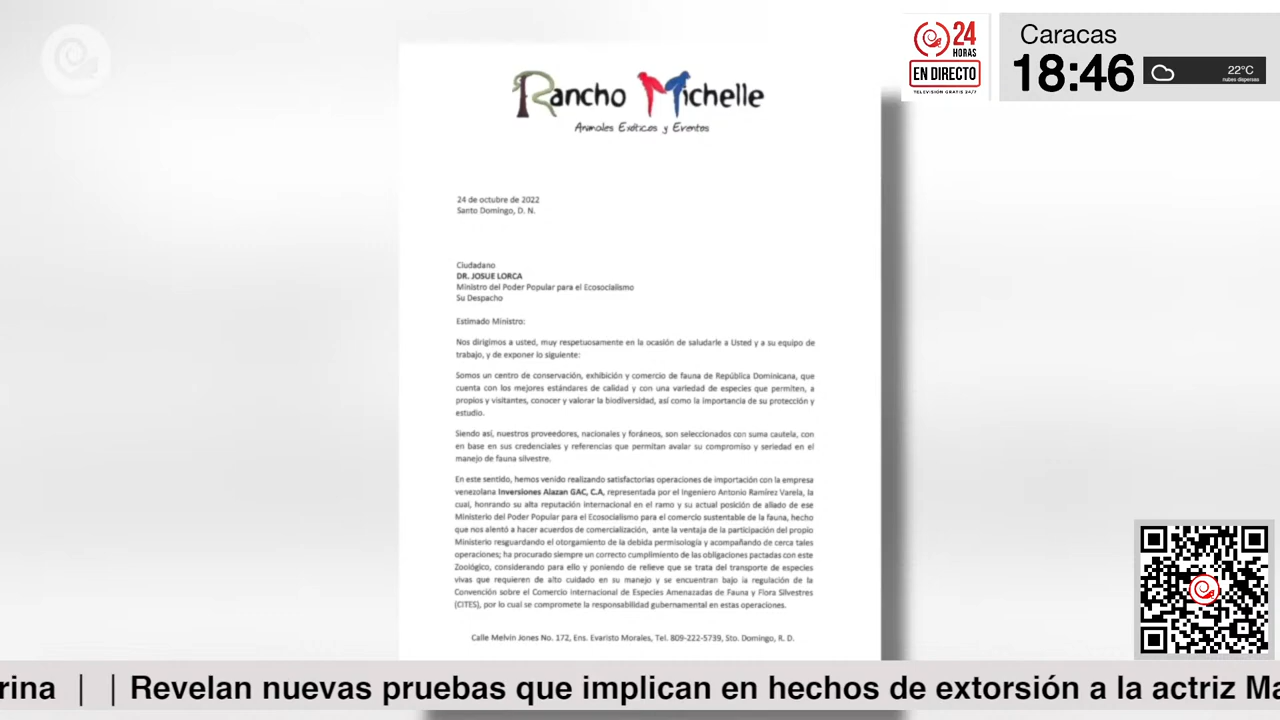 24
HORAS
EN DIRECTO
TELEVISIÓN GRATIS 24/7
Caracas
18:46
22°C
nubes dispersas
Rancho Michelle
Animales Exóticos y Eventos
24 de octubre de 2022
Santo Domingo, D. N.
Ciudadano
DR. JOSUE LORCA
Ministro del Poder Popular para el Ecosocialismo
Su Despacho
Estimado Ministro:
Nos dirigimos a usted, muy respetuosamente en la ocasión de saludarle a Usted y a su equipo de
trabajo, y de exponer lo siguiente:
Somos un centro de conservación, exhibición y comercio de fauna de República Dominicana, que
cuenta con los mejores estándares de calidad y con una variedad de especies que permiten, a
propios y visitantes, conocer y valorar la biodiversidad, así como la importancia de su protección y
estudio.
Siendo así, nuestros proveedores, nacionales y foráneos, son seleccionados con suma cautela, con
en base en sus credenciales y referencias que permitan avalar su compromiso y seriedad en el
manejo de fauna silvestre.
En este sentido, hemos venido realizando satisfactorias operaciones de importación con la empresa
venezolana Inversiones Alazan GAC, C.A, representada por el Ingeniero Antonio Ramírez Varela, la
cual, honrando su alta reputación internacional en el ramo y su actual posición de aliado de ese
Ministerio del Poder Popular para el Ecosocialismo para el comercio sustentable de la fauna, hecho
que nos alentó a hacer acuerdos de comercialización, ante la ventaja de la participación del propio
Ministerio resguardando el otorgamiento de la debida permisología y acompañando de cerca tales
operaciones; ha procurado siempre un correcto cumplimiento de las obligaciones pactadas con este
Zoológico, considerando para ello y poniendo de relieve que se trata del transporte de especies
vivas que requieren de alto cuidado en su manejo y se encuentran bajo la regulación de la
Convención sobre el Comercio Internacional de Especies Amenazadas de Fauna y Flora Silvestres
(CITES), por lo cual se compromete la responsabilidad gubernamental en estas operaciones.
Calle Melvin Jones No. 172, Ens. Evaristo Morales, Tel. 809-222-5739, Sto. Domingo, R. D.
rina | | Revelan nuevas pruebas que implican en hechos de extorsión a la actriz Ma